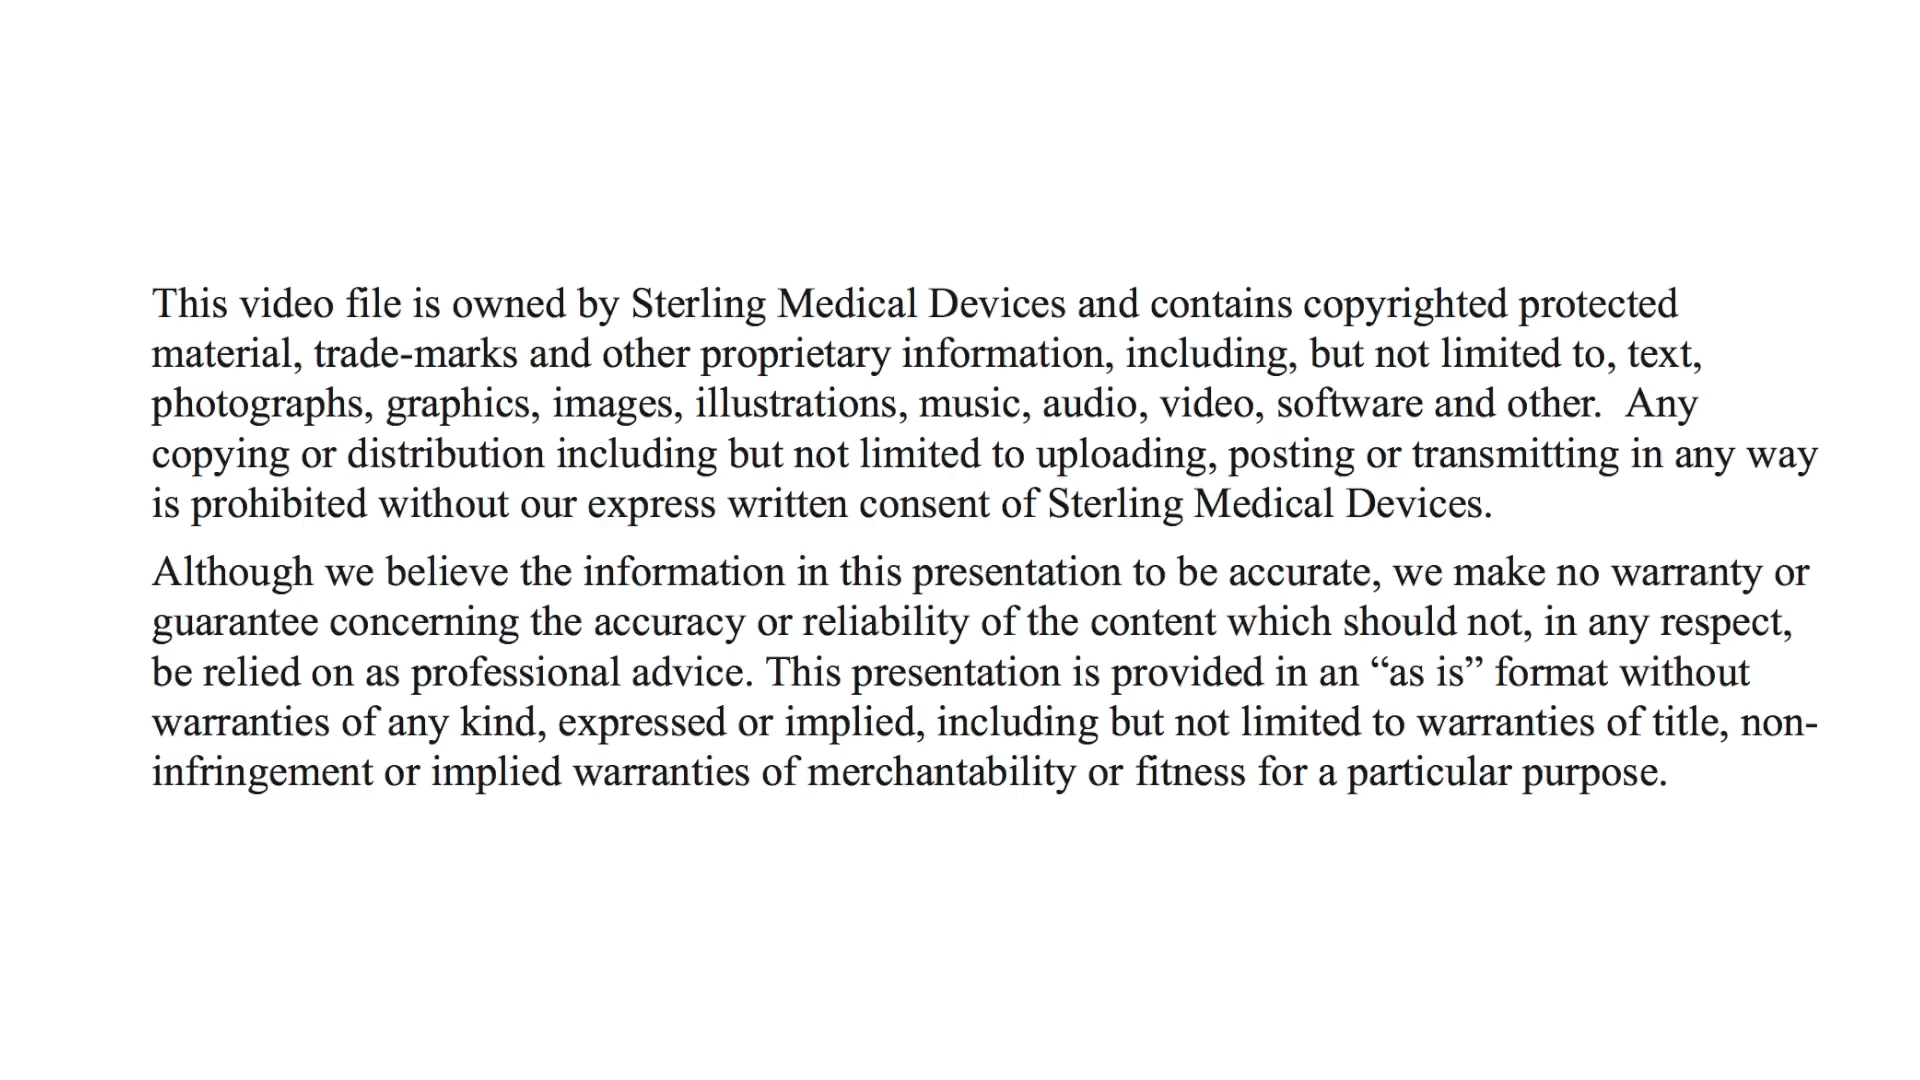 This video file is owned by Sterling Medical Devices and contains copyrighted protected
material, trade-marks and other proprietary information, including, but not limited to, text,
photographs, graphics, images, illustrations, music, audio, video, software and other.  Any
copying or distribution including but not limited to uploading, posting or transmitting in any way
is prohibited without our express written consent of Sterling Medical Devices.
Although we believe the information in this presentation to be accurate, we make no warranty or
guarantee concerning the accuracy or reliability of the content which should not, in any respect,
be relied on as professional advice. This presentation is provided in an “as is” format without
warranties of any kind, expressed or implied, including but not limited to warranties of title, non-
infringement or implied warranties of merchantability or fitness for a particular purpose.